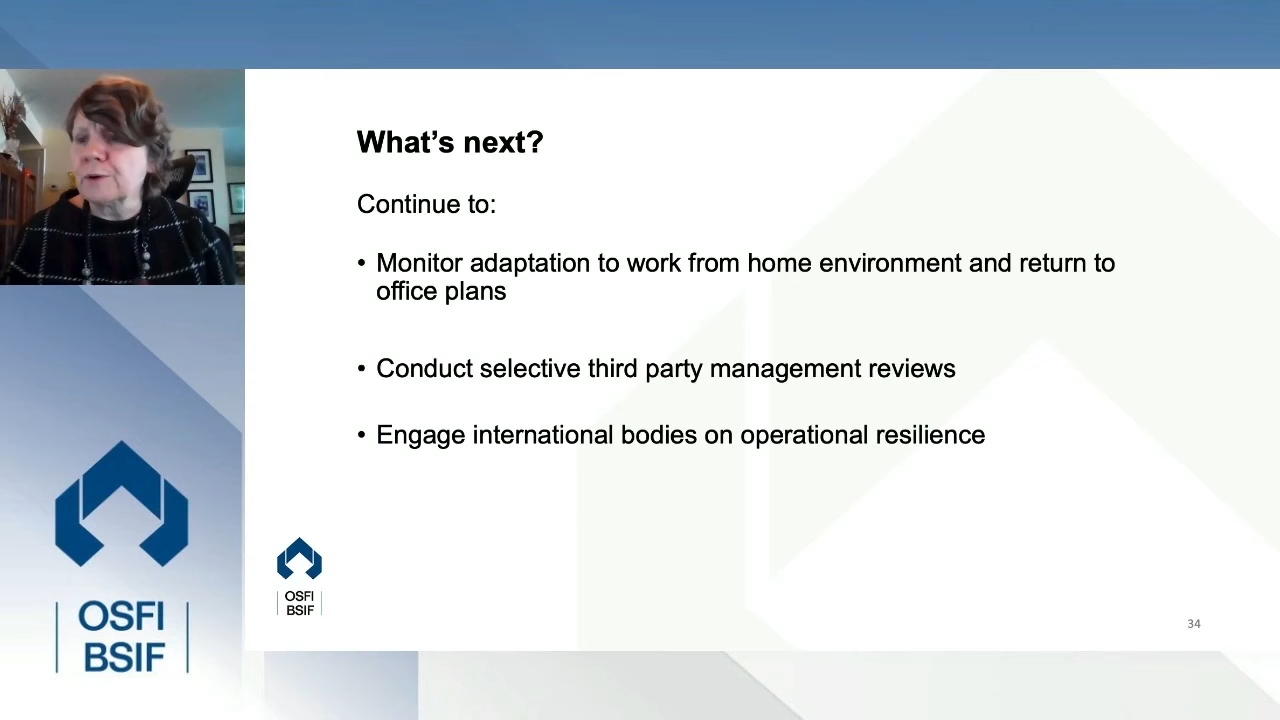 What's next?
Continue to:
• Monitor adaptation to work from home environment and return to
office plans
• Conduct selective third party management reviews
• Engage international bodies on operational resilience
OSFI
BSIF
34
OSFI
BSIF